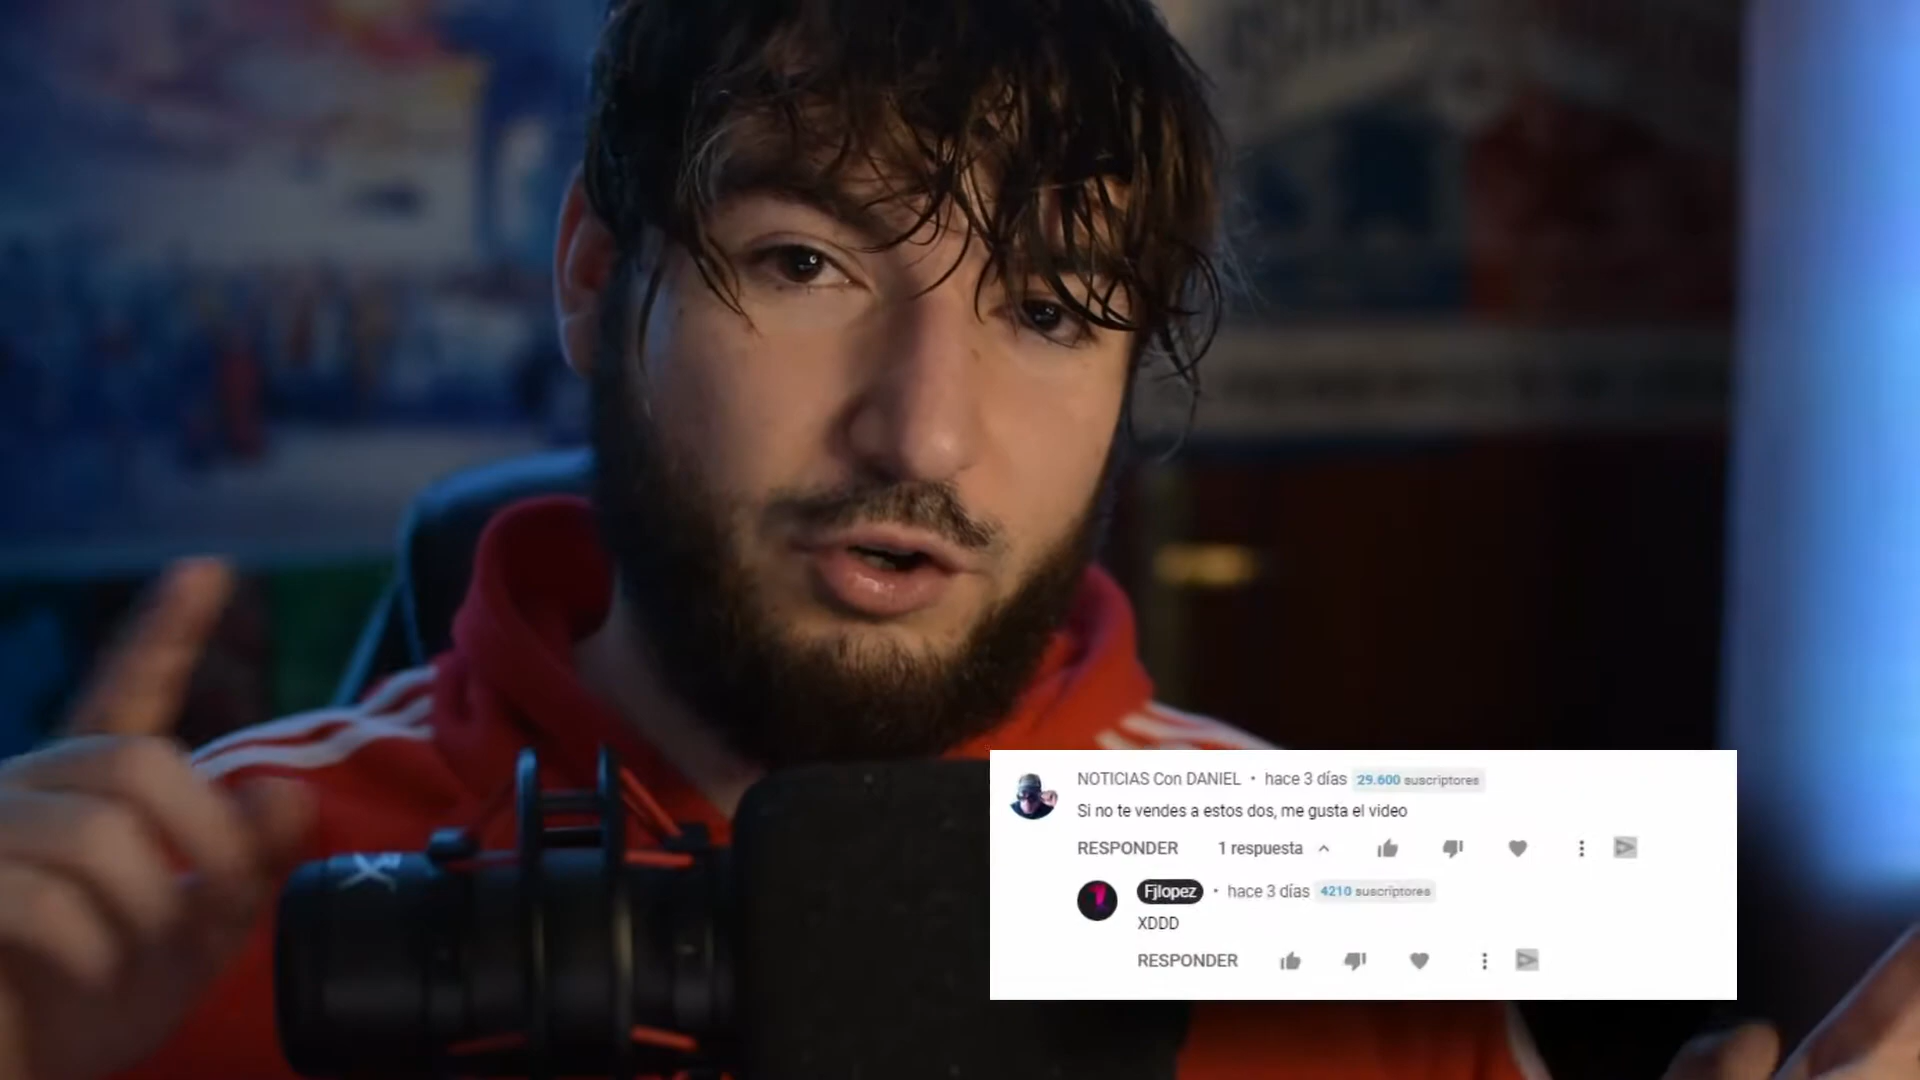 NOTICIAS Con DANIEL • hace 3 días 29.600 suscriptores
Si no te vendes a estos dos, me gusta el video
RESPONDER 1 respuesta
Fjlopez • hace 3 días 4210 suscriptores
XDDD
RESPONDER